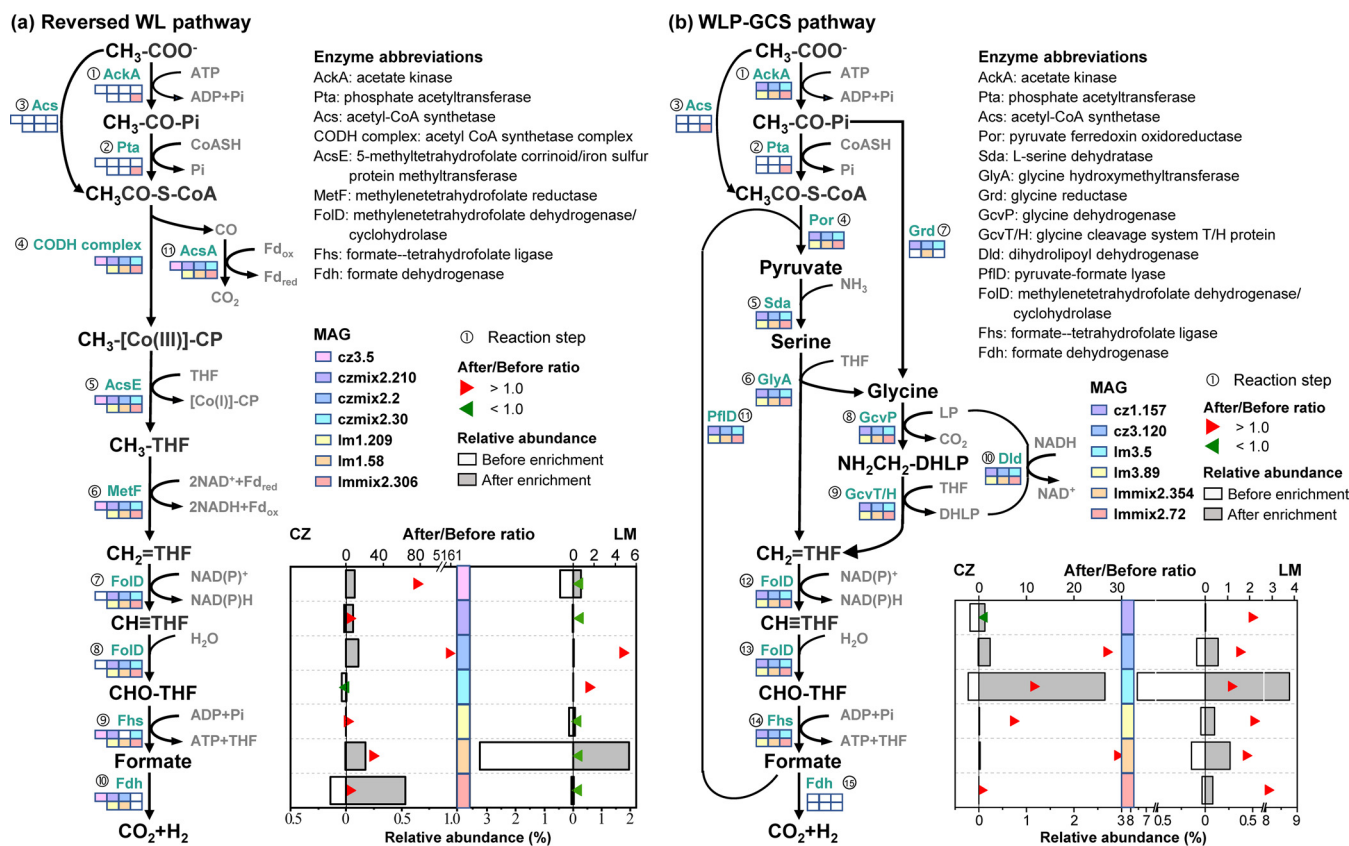 (a) Reversed WL pathway
CH₃-COO⁻
① AckA
ATP
ADP+Pi
③ Acs
CH₃-CO-Pi
② Pta
CoASH
Pi
CH₃CO-S-CoA
CO
④ CODH complex
⑪ AcsA
Fdox
Fdred
CO₂
CH₃-[Co(III)]-CP
⑤ AcsE
THF
[Co(I)]-CP
CH₃-THF
⑥ MetF
2NAD⁺+Fdred
2NADH+Fdox
CH₂=THF
⑦ FolD
NAD(P)⁺
NAD(P)H
CH≡THF
⑧ FolD
H₂O
CHO-THF
⑨ Fhs
ADP+Pi
ATP+THF
Formate
⑩ Fdh
CO₂+H₂
Enzyme abbreviations
AckA: acetate kinase
Pta: phosphate acetyltransferase
Acs: acetyl-CoA synthetase
CODH complex: acetyl CoA synthetase complex
AcsE: 5-methyltetrahydrofolate corrinoid/iron sulfur
protein methyltransferase
MetF: methylenetetrahydrofolate reductase
FolD: methylenetetrahydrofolate dehydrogenase/
cyclohydrolase
Fhs: formate--tetrahydrofolate ligase
Fdh: formate dehydrogenase
MAG
cz3.5
czmix2.210
czmix2.2
czmix2.30
lm1.209
lm1.58
lmmix2.306
① Reaction step
After/Before ratio
> 1.0
< 1.0
Relative abundance
Before enrichment
After enrichment
CZ After/Before ratio LM
0 40 80 5161 0 2 4 6
0.5 0 0.5 1.0 3 2 1 0 1 2
Relative abundance (%)
(b) WLP-GCS pathway
CH₃-COO⁻
① AckA
ATP
ADP+Pi
③ Acs
CH₃-CO-Pi
② Pta
CoASH
Pi
CH₃CO-S-CoA
Por ④
Grd ⑦
Pyruvate
NH₃
⑤ Sda
Serine
THF
⑥ GlyA
Glycine
PflD ⑪
⑧ GcvP
LP
CO₂
NADH
⑩ Dld
NAD⁺
NH₂CH₂-DHLP
⑨ GcvT/H
THF
DHLP
CH₂=THF
⑫ FolD
NAD(P)⁺
NAD(P)H
CH≡THF
⑬ FolD
H₂O
CHO-THF
⑭ Fhs
ADP+Pi
ATP+THF
Formate
Fdh ⑮
CO₂+H₂
Enzyme abbreviations
AckA: acetate kinase
Pta: phosphate acetyltransferase
Acs: acetyl-CoA synthetase
Por: pyruvate ferredoxin oxidoreductase
Sda: L-serine dehydratase
GlyA: glycine hydroxymethyltransferase
Grd: glycine reductase
GcvP: glycine dehydrogenase
GcvT/H: glycine cleavage system T/H protein
Dld: dihydrolipoyl dehydrogenase
PflD: pyruvate-formate lyase
FolD: methylenetetrahydrofolate dehydrogenase/
cyclohydrolase
Fhs: formate--tetrahydrofolate ligase
Fdh: formate dehydrogenase
MAG
cz1.157
cz3.120
lm3.5
lm3.89
lmmix2.354
lmmix2.72
① Reaction step
After/Before ratio
> 1.0
< 1.0
Relative abundance
Before enrichment
After enrichment
CZ After/Before ratio LM
0 10 20 30 0 1 2 3 4
0 1 2 3 8 7 0.5 0 0.5 8 9
Relative abundance (%)